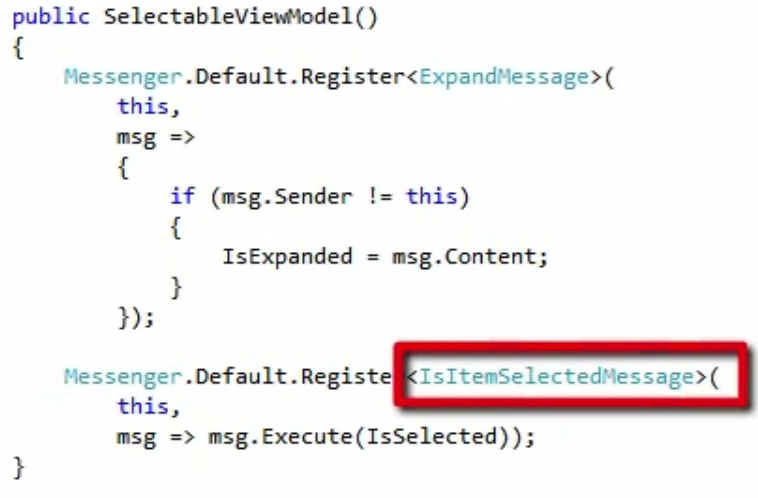 public SelectableViewModel()
{
    Messenger.Default.Register<ExpandMessage>(
        this,
        msg =>
        {
            if (msg.Sender != this)
            {
                IsExpanded = msg.Content;
            }
        });

    Messenger.Default.Registe<IsItemSelectedMessage>(
        this,
        msg => msg.Execute(IsSelected));
}